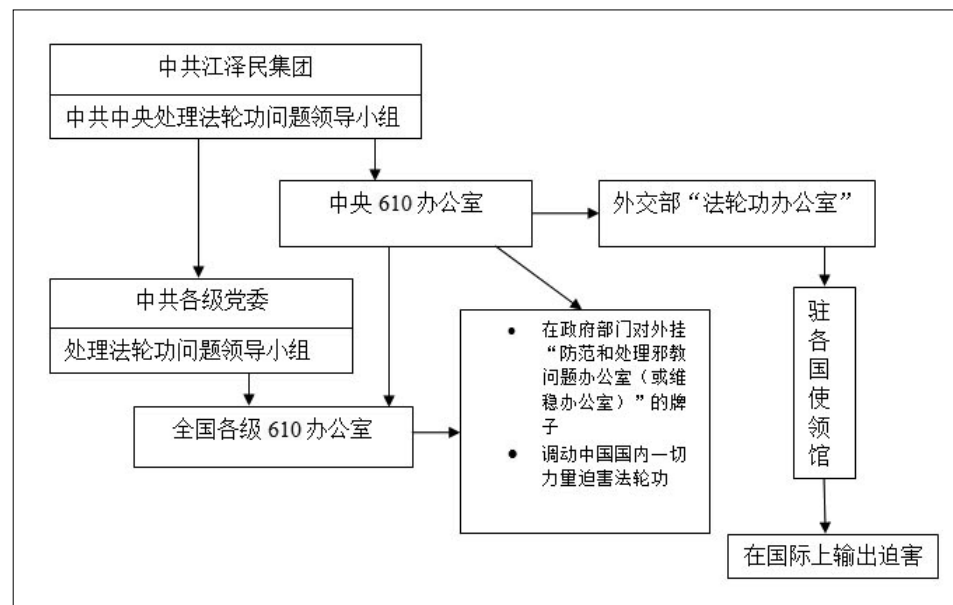 中共江泽民集团
中共中央处理法轮功问题领导小组
中央 610 办公室
外交部“法轮功办公室”
中共各级党委
处理法轮功问题领导小组
全国各级 610 办公室
● 在政府部门对外挂
“防范和处理邪教
问题办公室（或维
稳办公室）”的牌
子
● 调动中国国内一切
力量迫害法轮功
驻各国使领馆
在国际上输出迫害